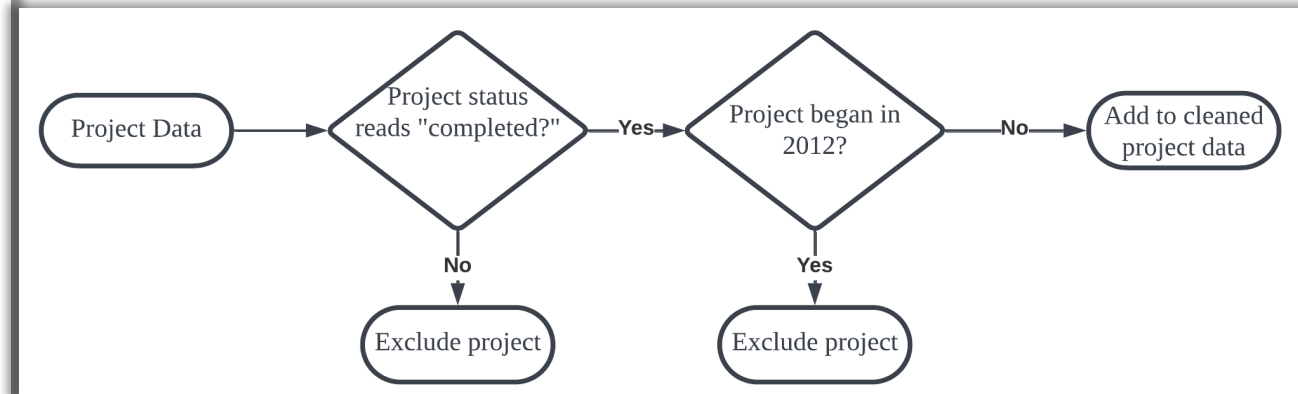 Project Data
Project status
reads "completed?"
Yes
Project began in
2012?
No
Add to cleaned
project data
No
Exclude project
Yes
Exclude project